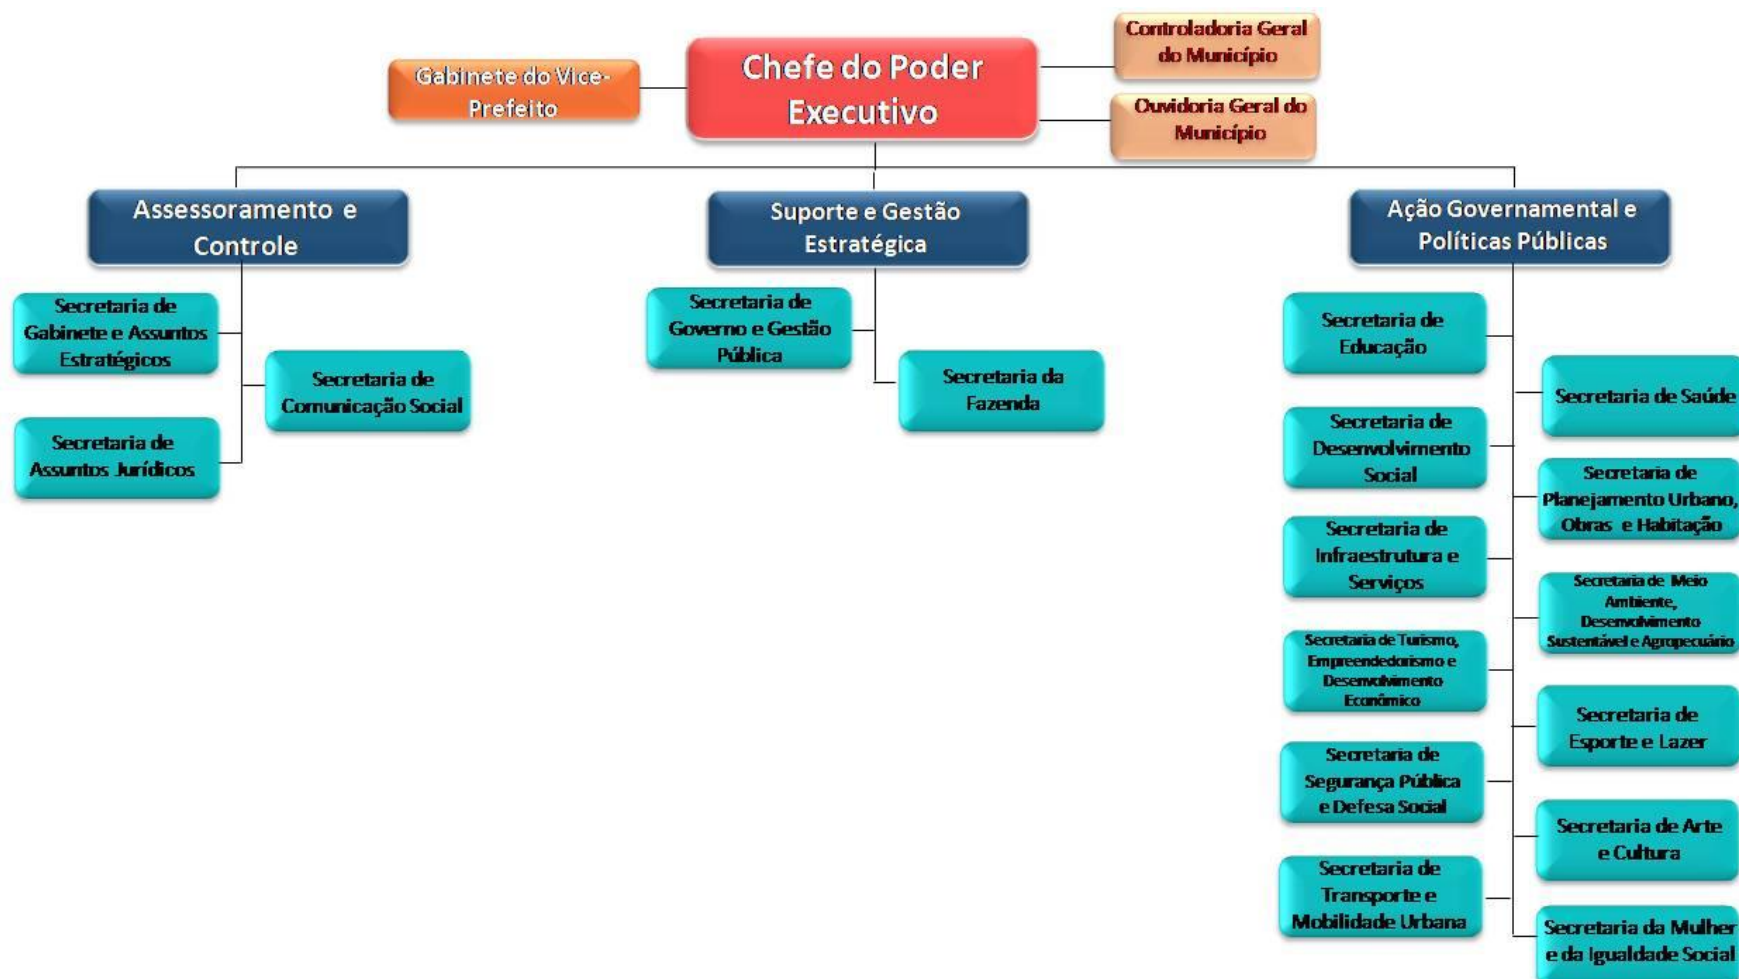 Controladoria Geral
do Município
Gabinete do Vice-
Prefeito
Chefe do Poder
Executivo
Ouvidoria Geral do
Município
Assessoramento e
Controle
Suporte e Gestão
Estratégica
Ação Governamental e
Políticas Públicas
Secretaria de
Gabinete e Assuntos
Estratégicos
Secretaria de
Comunicação Social
Secretaria de
Assuntos Jurídicos
Secretaria de
Governo e Gestão
Pública
Secretaria da
Fazenda
Secretaria de
Educação
Secretaria de Saúde
Secretaria de
Desenvolvimento
Social
Secretaria de
Planejamento Urbano,
Obras e Habitação
Secretaria de
Infraestrutura e
Serviços
Secretaria de Meio
Ambiente,
Desenvolvimento
Sustentável e Agropecuário
Secretaria de Turismo,
Empreendedorismo e
Desenvolvimento
Econômico
Secretaria de
Esporte e Lazer
Secretaria de
Segurança Pública
e Defesa Social
Secretaria de Arte
e Cultura
Secretaria de
Transporte e
Mobilidade Urbana
Secretaria da Mulher
e da Igualdade Social